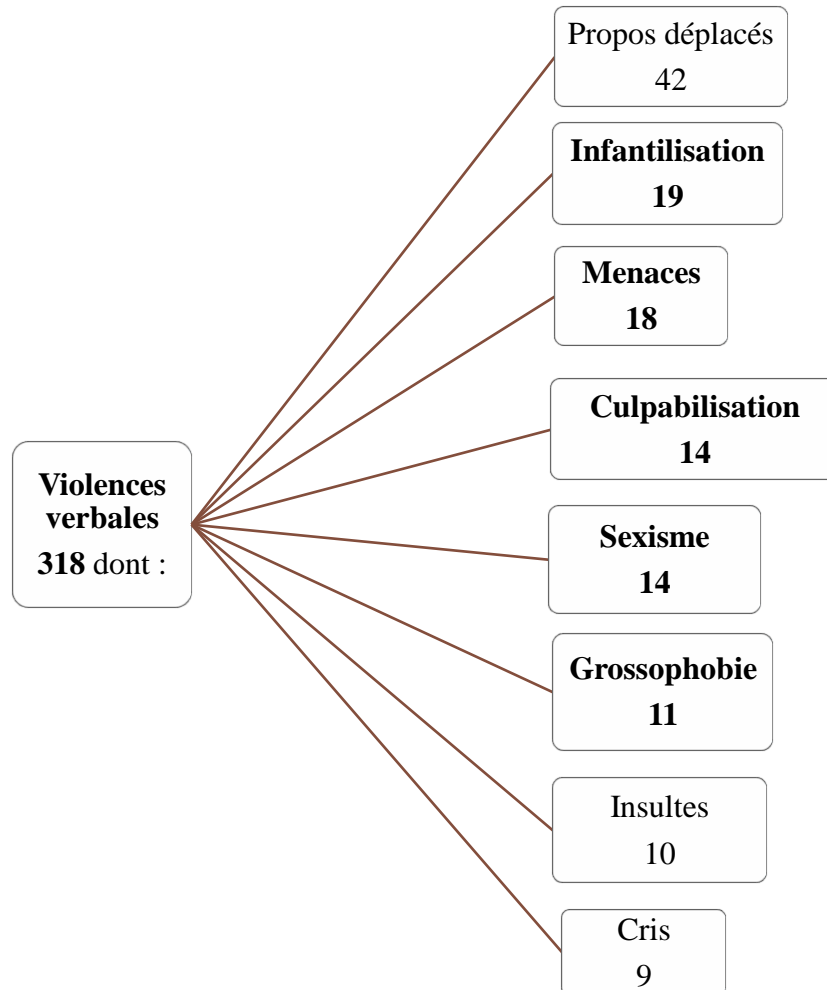 Propos déplacés
42
Infantilisation
19
Menaces
18
Culpabilisation
14
Violences
verbales
318 dont :
Sexisme
14
Grossophobie
11
Insultes
10
Cris
9